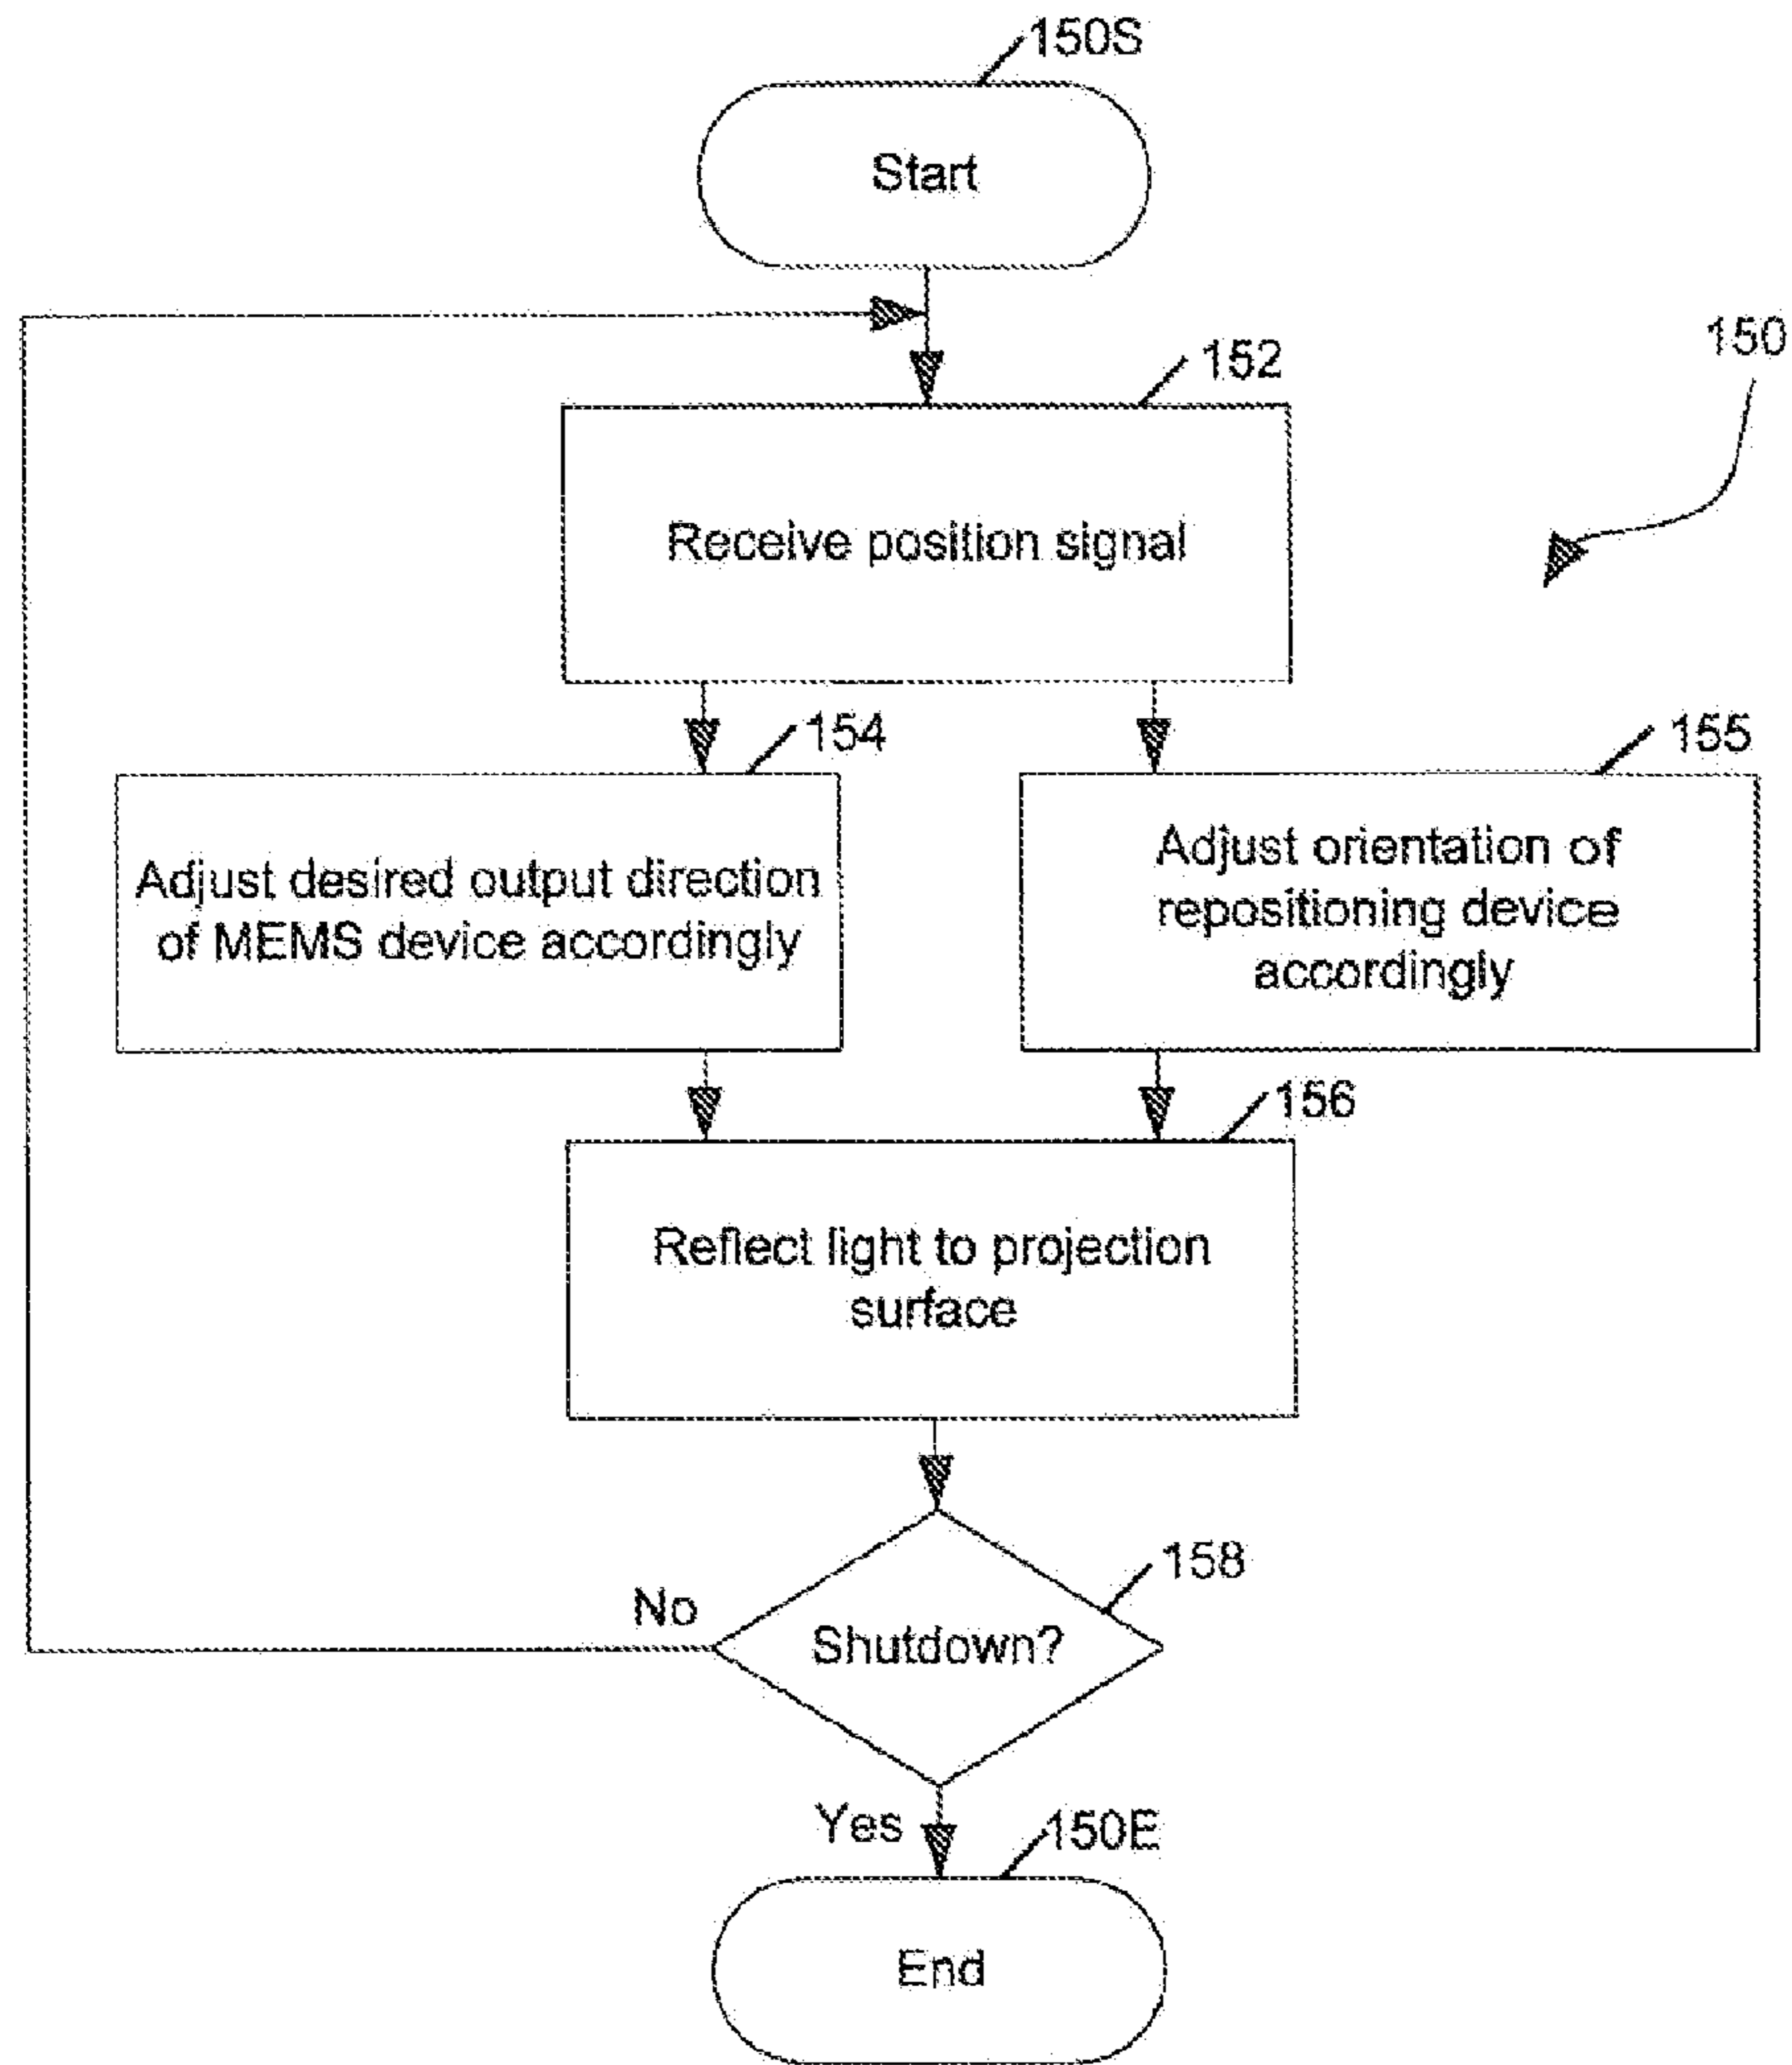 150S
Start
150
152
Receive position signal
154
155
Adjust desired output direction
of MEMS device accordingly
Adjust orientation of
repositioning device
accordingly
156
Reflect light to projection
surface
158
No
Shutdown?
Yes
150E
End